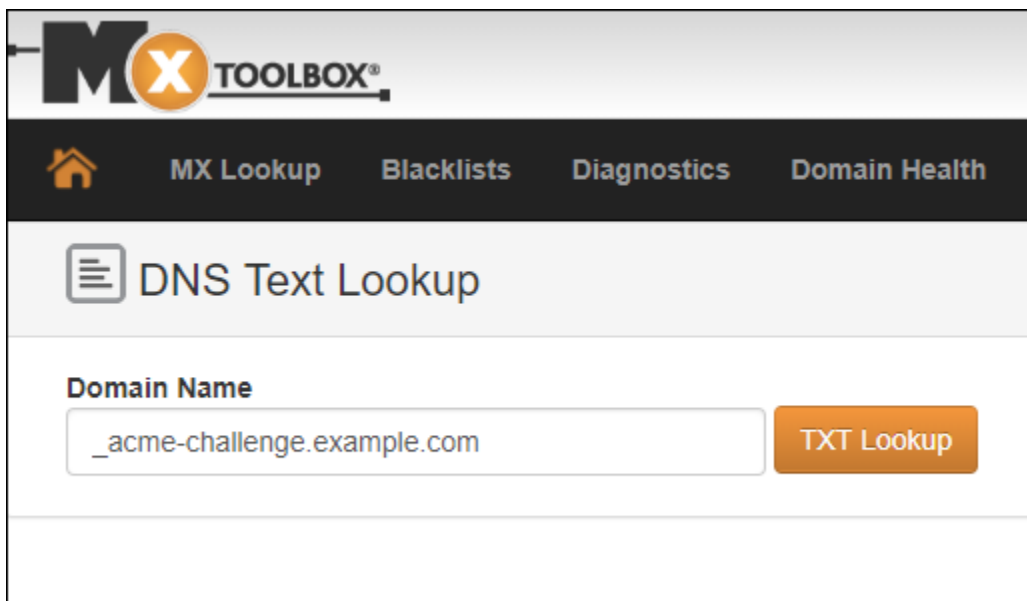 MX TOOLBOX®
MX Lookup Blacklists Diagnostics Domain Health
DNS Text Lookup
Domain Name
_acme-challenge.example.com TXT Lookup